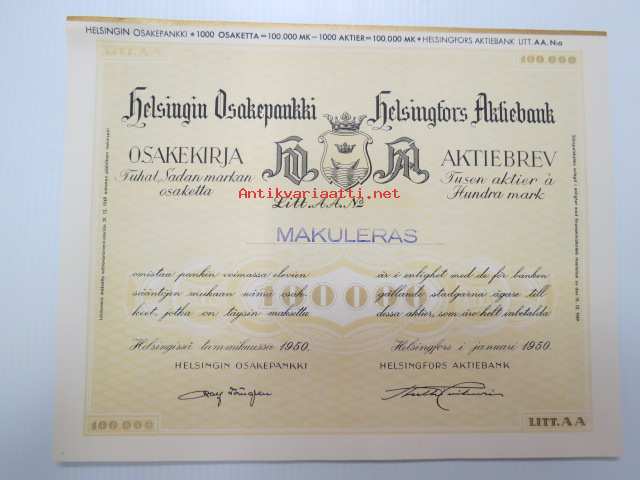 HELSINGIN OSAKEPANKKI + 1000 OSAKETTA = 100.000 MK – 1000 AKTIER = 100.000 MK + HELSINGFORS AKTIEBANK LITT. AA. N:o
100.000
Helsingin Osakepankki
Helsingfors Aktiebank
OSAKEKIRJA
Tuhat Sadan markan
osaketta
AKTIEBREV
Tusen aktier à
Hundra mark
Antikvariaatti.net
Litt. A.A. No
MAKULERAS
omistaa pankin voimassa olevien
sääntöjen mukaan nämä osak-
keet, jotka on täysin maksettu
är i enlighet med de för banken
gällande stadgarna ägare till
dessa aktier, som äro helt inbetalda
100 000
Helsingissä tammikuussa 1950.
Helsingfors i januari 1950.
HELSINGIN OSAKEPANKKI
HELSINGFORS AKTIEBANK
100.000
LITT. A A